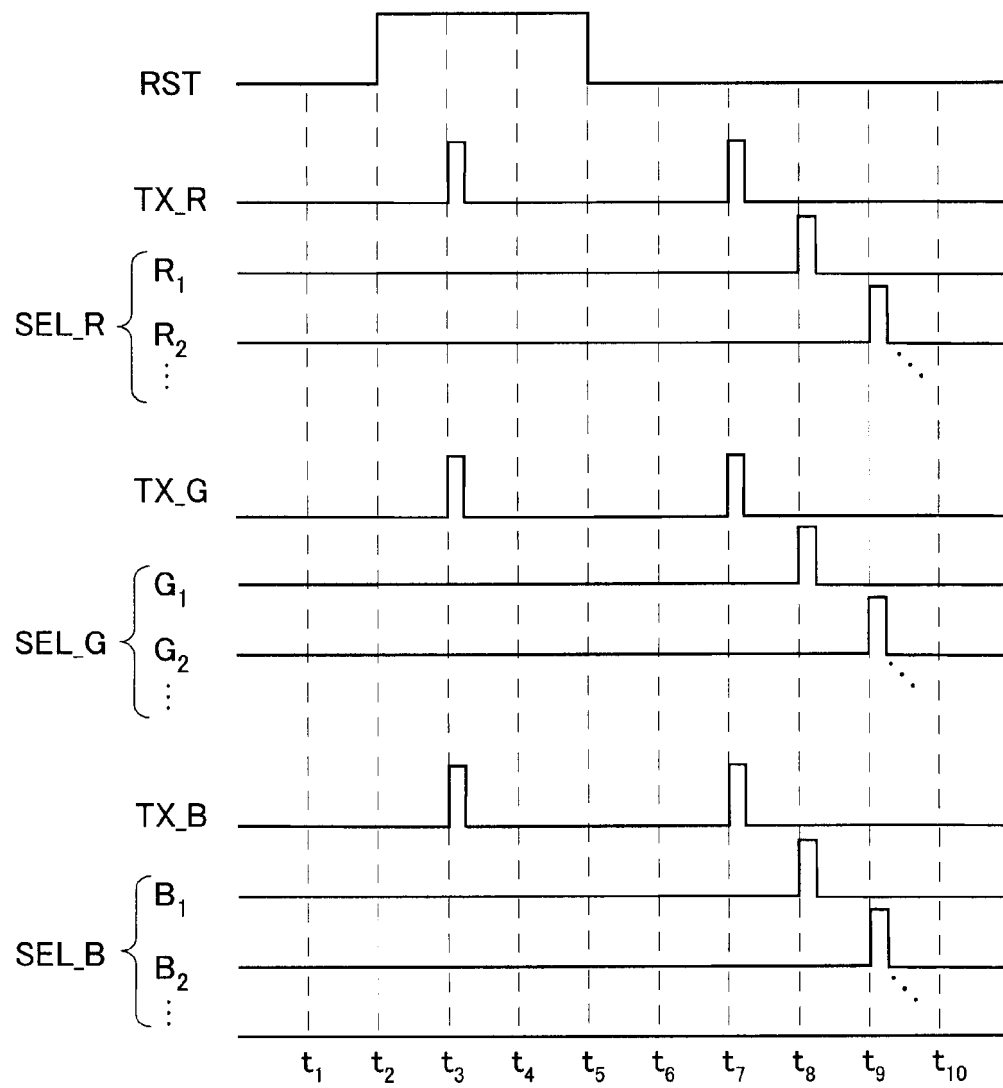 RST
TX_R
SEL_R
R1
R2
⋮
TX_G
SEL_G
G1
G2
⋮
TX_B
SEL_B
B1
B2
⋮
t1 t2 t3 t4 t5 t6 t7 t8 t9 t10